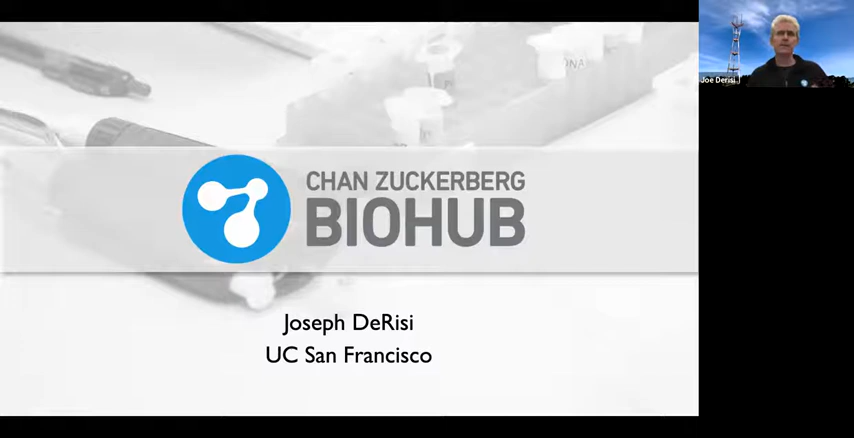 CHAN ZUCKERBERG
BIOHUB
Joseph DeRisi
UC San Francisco
Joe Derisi